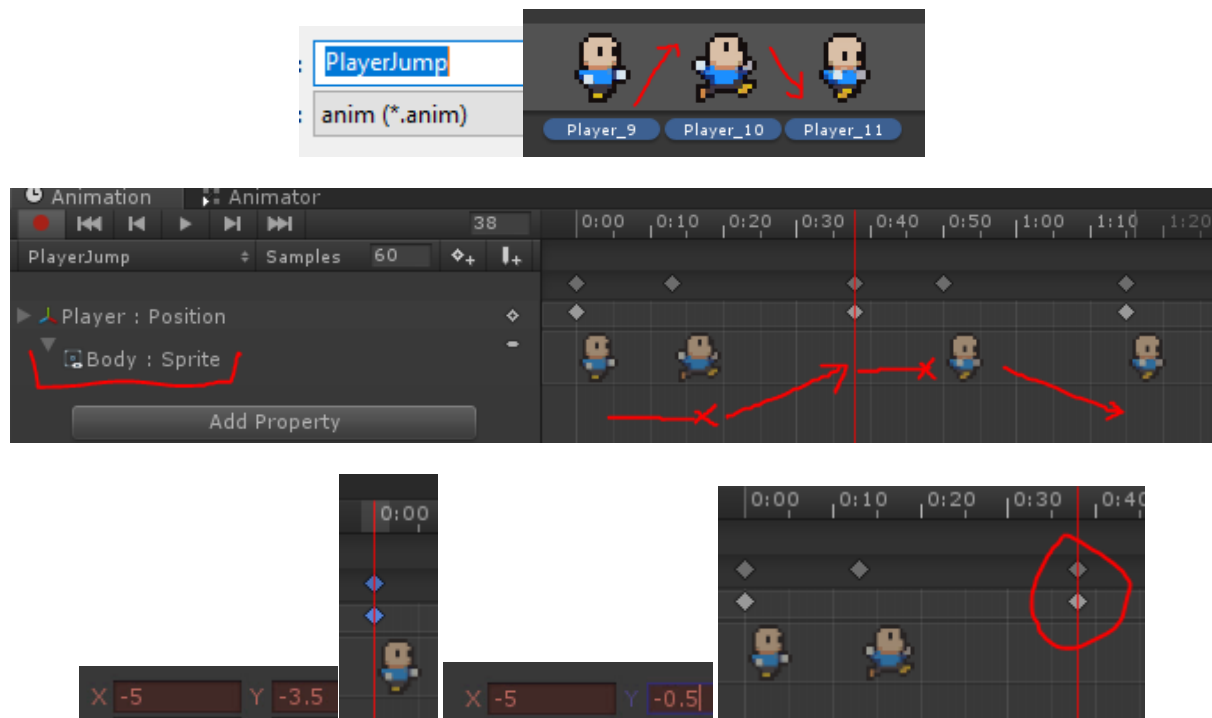 : PlayerJump
: anim (*.anim)
Player_9 Player_10 Player_11
Animation Animator
38 0:00 0:10 0:20 0:30 0:40 0:50 1:00 1:10 1:20
PlayerJump Samples 60
Player : Position
Body : Sprite
Add Property
0:00
X -5 Y -3.5
X -5 Y -0.5
0:00 0:10 0:20 0:30 0:40